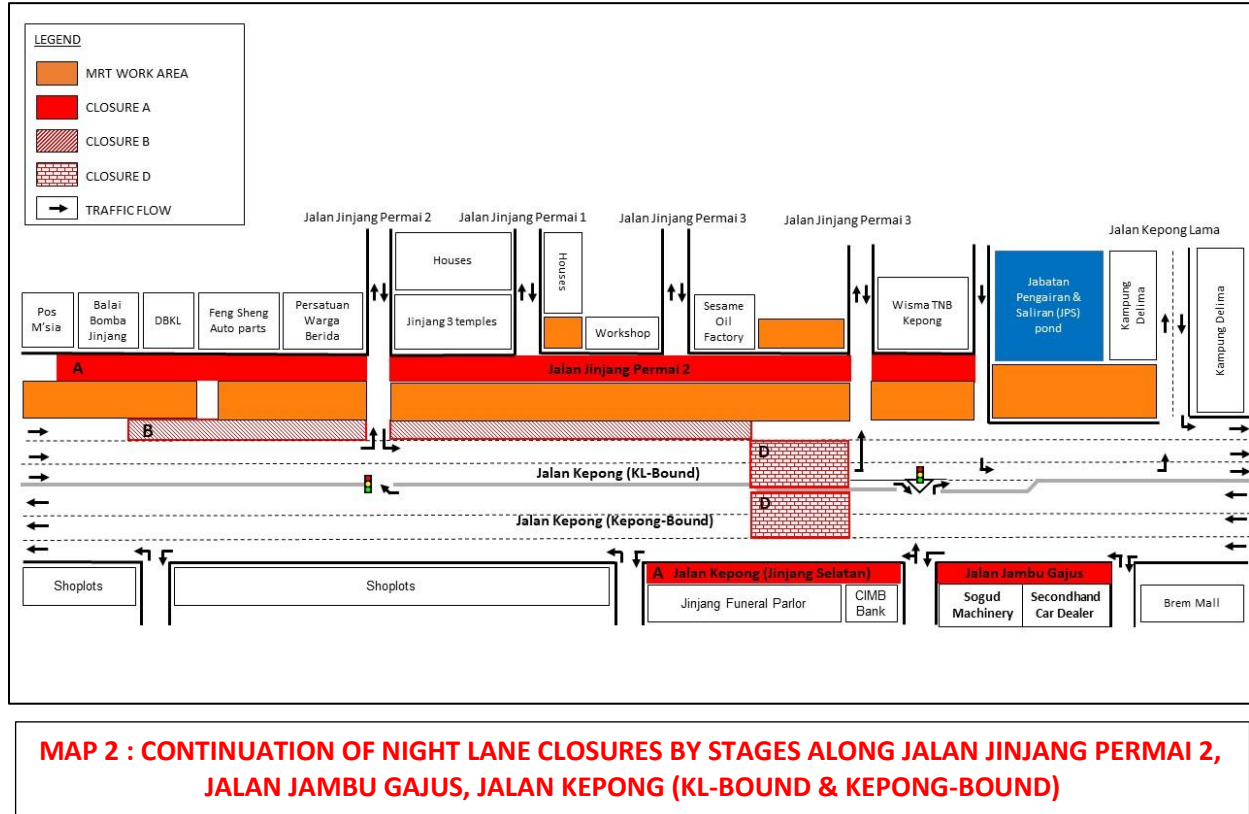 LEGEND
MRT WORK AREA
CLOSURE A
CLOSURE B
CLOSURE D
TRAFFIC FLOW
Jalan Jinjang Permai 2
Jalan Jinjang Permai 1
Jalan Jinjang Permai 3
Jalan Jinjang Permai 3
Jalan Kepong Lama
Pos
M'sia
Balai
Bomba
Jinjang
DBKL
Feng Sheng
Auto parts
Persatuan
Warga
Berida
Houses
Jinjang 3 temples
Houses
Workshop
Sesame
Oil
Factory
Wisma TNB
Kepong
Jabatan
Pengairan &
Saliran (JPS)
pond
Kampung
Delima
Kampung Delima
A
Jalan Jinjang Permai 2
B
D
Jalan Kepong (KL-Bound)
D
Jalan Kepong (Kepong-Bound)
Shoplots
Shoplots
A Jalan Kepong (Jinjang Selatan)
Jinjang Funeral Parlor
CIMB
Bank
Jalan Jambu Gajus
Sogud
Machinery
Secondhand
Car Dealer
Brem Mall
MAP 2 : CONTINUATION OF NIGHT LANE CLOSURES BY STAGES ALONG JALAN JINJANG PERMAI 2,
JALAN JAMBU GAJUS, JALAN KEPONG (KL-BOUND & KEPONG-BOUND)